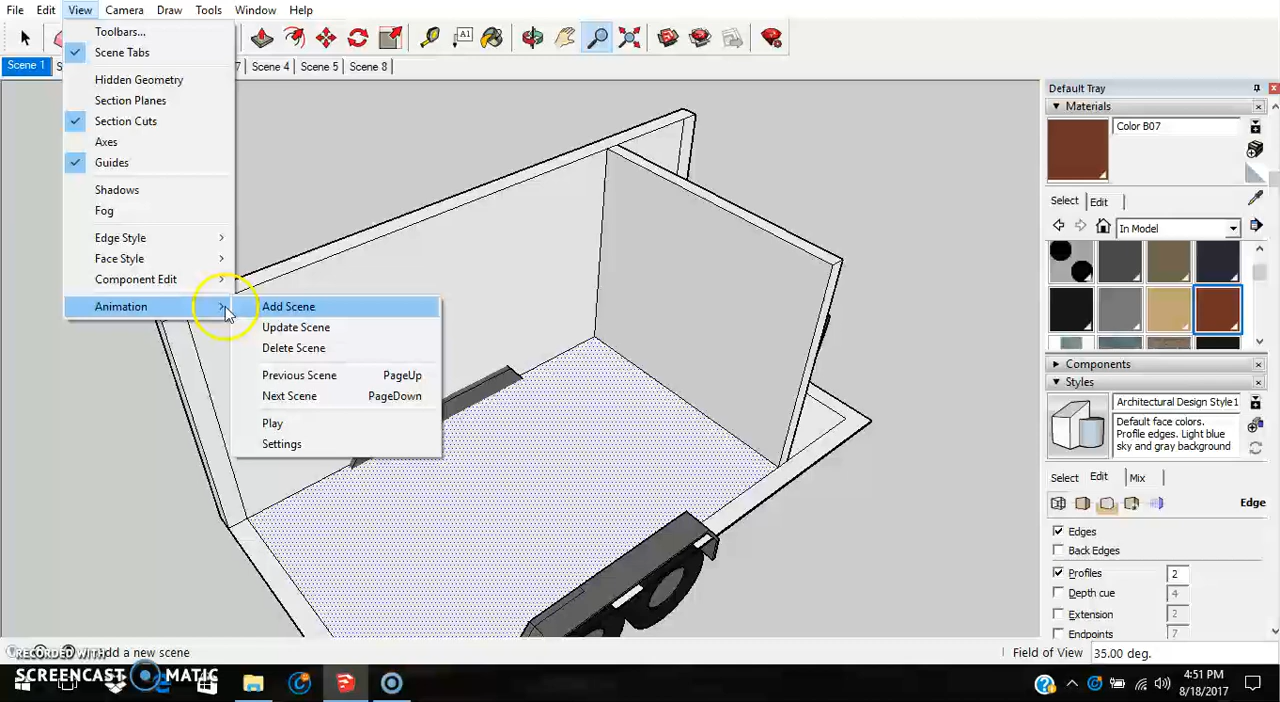 File Edit View Camera Draw Tools Window Help
A1
Scene 1 S 7 Scene 4 Scene 5 Scene 8
Toolbars...
Scene Tabs
Hidden Geometry
Section Planes
Section Cuts
Axes
Guides
Shadows
Fog
Edge Style
Face Style
Component Edit
Animation
Add Scene
Update Scene
Delete Scene
Previous Scene PageUp
Next Scene PageDown
Play
Settings
Default Tray
Materials
Color B07
Select Edit
In Model
Components
Styles
Architectural Design Style1
Default face colors.
Profile edges. Light blue
sky and gray background
Select Edit Mix
Edge
Edges
Back Edges
Profiles 2
Depth cue 4
Extension 2
Endpoints 7
dd a new scene
Field of View 35.00 deg.
RECORDED WITH
SCREENCAST MATIC
4:51 PM
8/18/2017